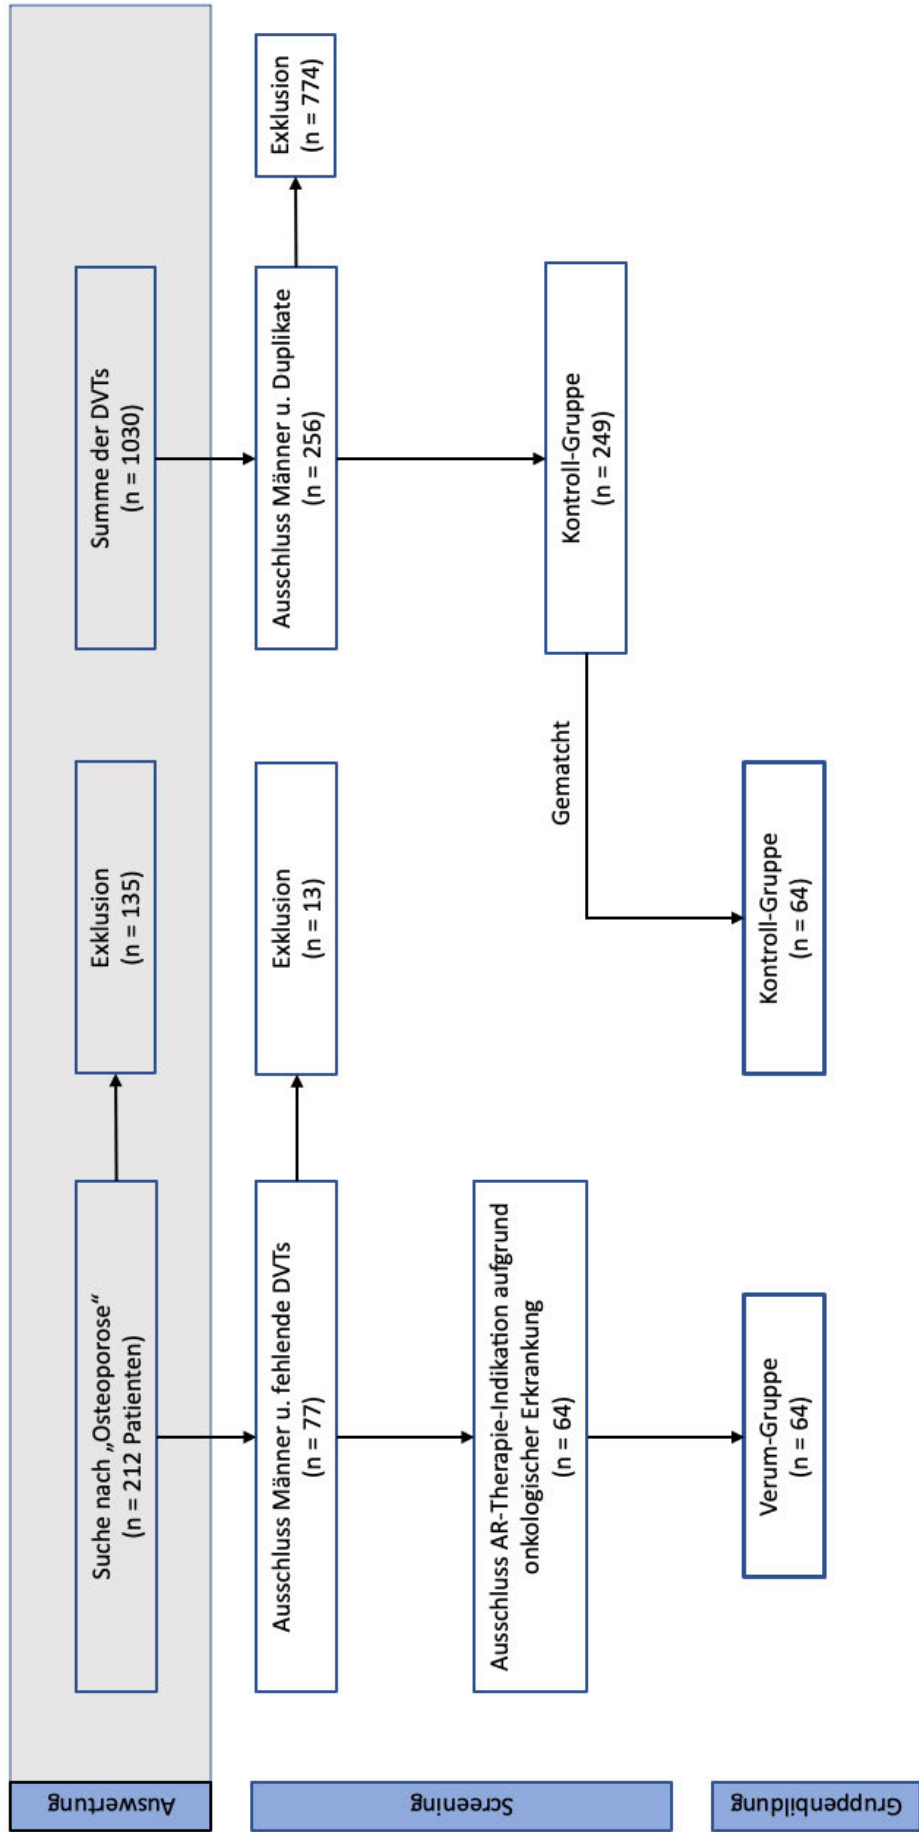 Auswertung
Suche nach „Osteoporose“
(n = 212 Patienten)
Exklusion
(n = 135)
Summe der DVTs
(n = 1030)
Screening
Ausschluss Männer u. fehlende DVTs
(n = 77)
Exklusion
(n = 13)
Ausschluss Männer u. Duplikate
(n = 256)
Exklusion
(n = 774)
Ausschluss AR-Therapie-Indikation aufgrund
onkologischer Erkrankung
(n = 64)
Kontroll-Gruppe
(n = 249)
Gematcht
Gruppenbildung
Verum-Gruppe
(n = 64)
Kontroll-Gruppe
(n = 64)